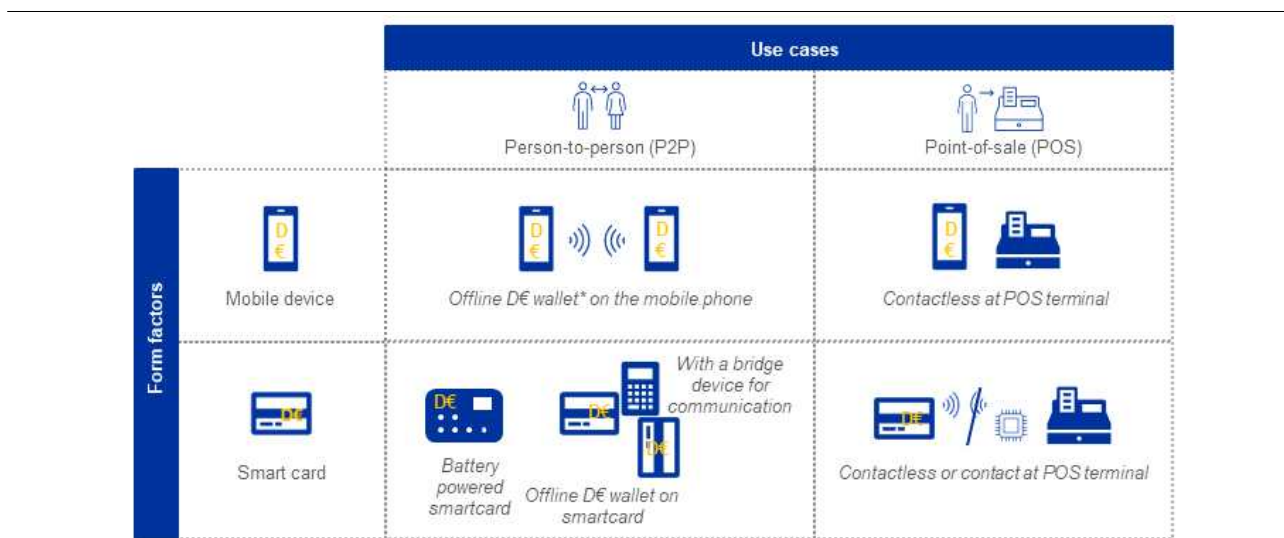 Use cases
Person-to-person (P2P)
Point-of-sale (POS)
Form factors
D
€
Mobile device
D
€
D
€
Offline D€ wallet* on the mobile phone
D
€
Contactless at POS terminal
D€
Smart card
D€
Battery
powered
smartcard
With a bridge
device for
communication
D€
D€
Offline D€ wallet on
smartcard
D€
Contactless or contact at POS terminal